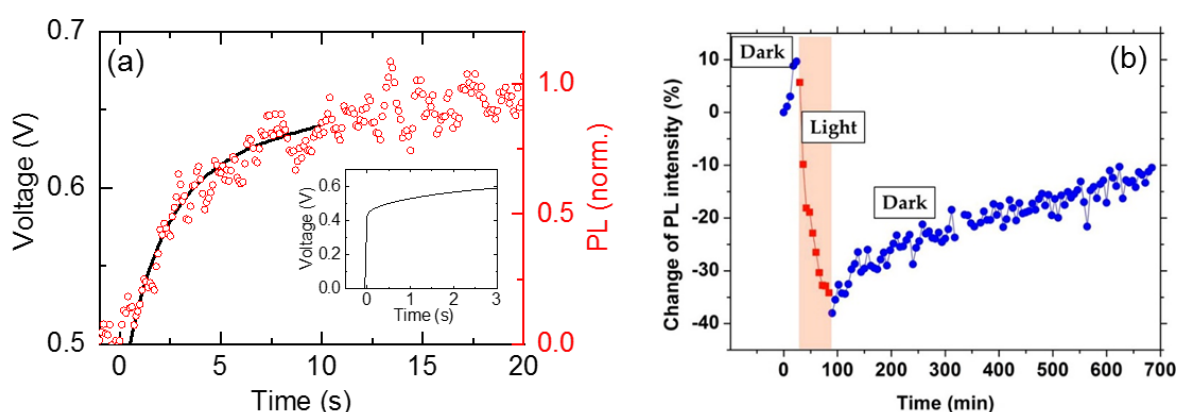 (a)
Voltage (V)
0.7
0.6
0.5
0
5
10
15
20
Time (s)
PL (norm.)
1.0
0.5
0.0
Voltage (V)
0.6
0.4
0.2
0.0
0
1
2
3
Time (s)
(b)
Change of PL intensity (%)
10
0
-10
-20
-30
-40
Dark
Light
Dark
0
100
200
300
400
500
600
700
Time (min)